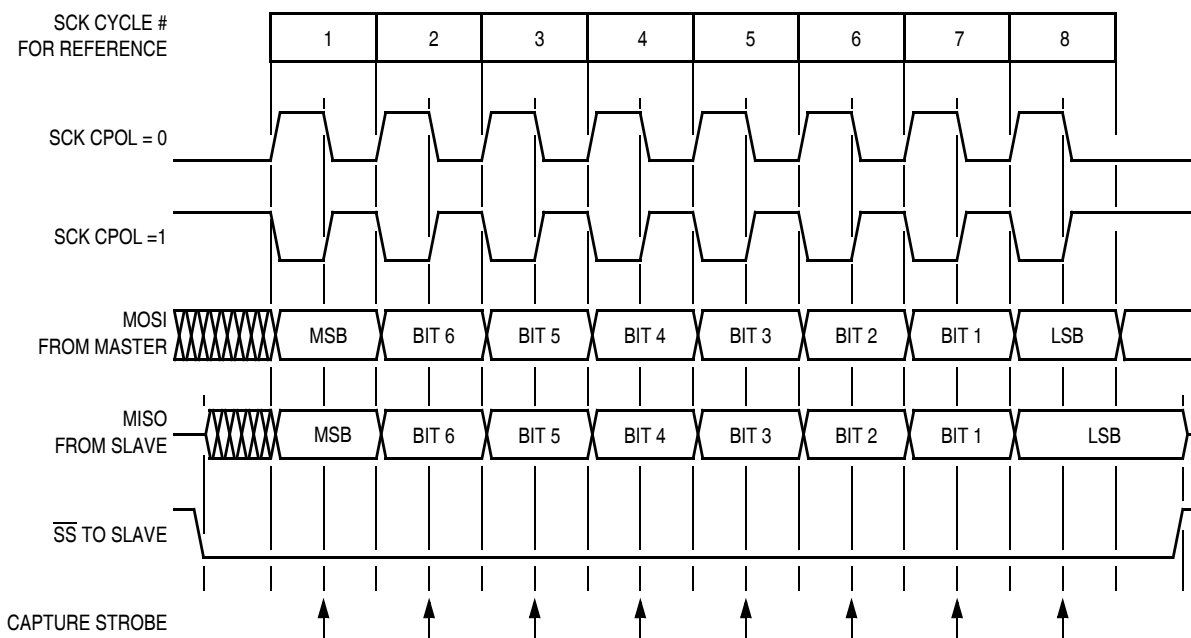 SCK CYCLE #
FOR REFERENCE
1 2 3 4 5 6 7 8
SCK CPOL = 0
SCK CPOL =1
MOSI
FROM MASTER
MSB BIT 6 BIT 5 BIT 4 BIT 3 BIT 2 BIT 1 LSB
MISO
FROM SLAVE
MSB BIT 6 BIT 5 BIT 4 BIT 3 BIT 2 BIT 1 LSB
SS TO SLAVE
CAPTURE STROBE